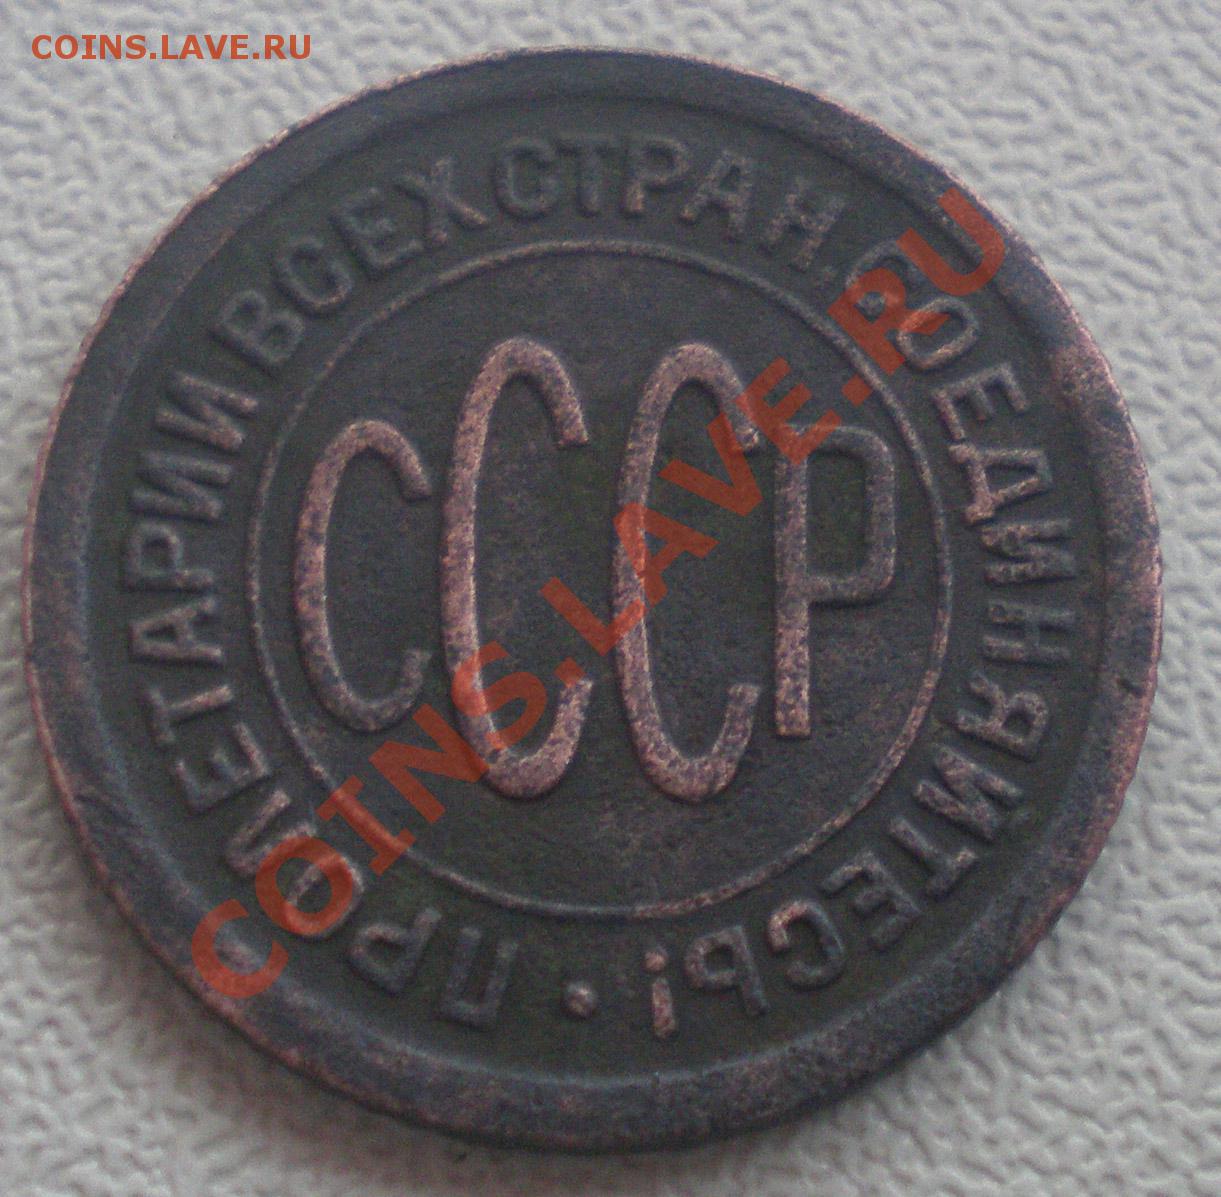 COINS.LAVE.RU
ПРОЛЕТАРИИ ВСЕХ СТРАН, СОЕДИНЯЙТЕСЬ!
СССР
COINS.LAVE.RU